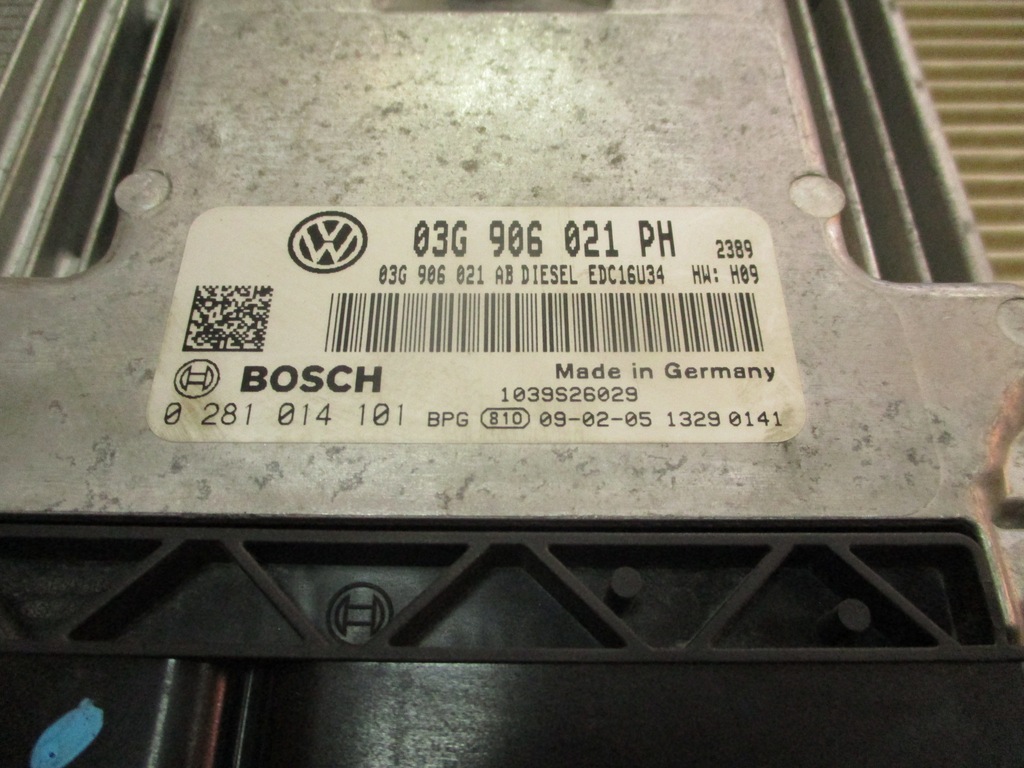 03G 906 021 PH 2389
03G 906 021 AB DIESEL EDC16U34 HW: H09
Made in Germany
BOSCH
1039S26029
0 281 014 101 BPG 810 09-02-05 1329 0141